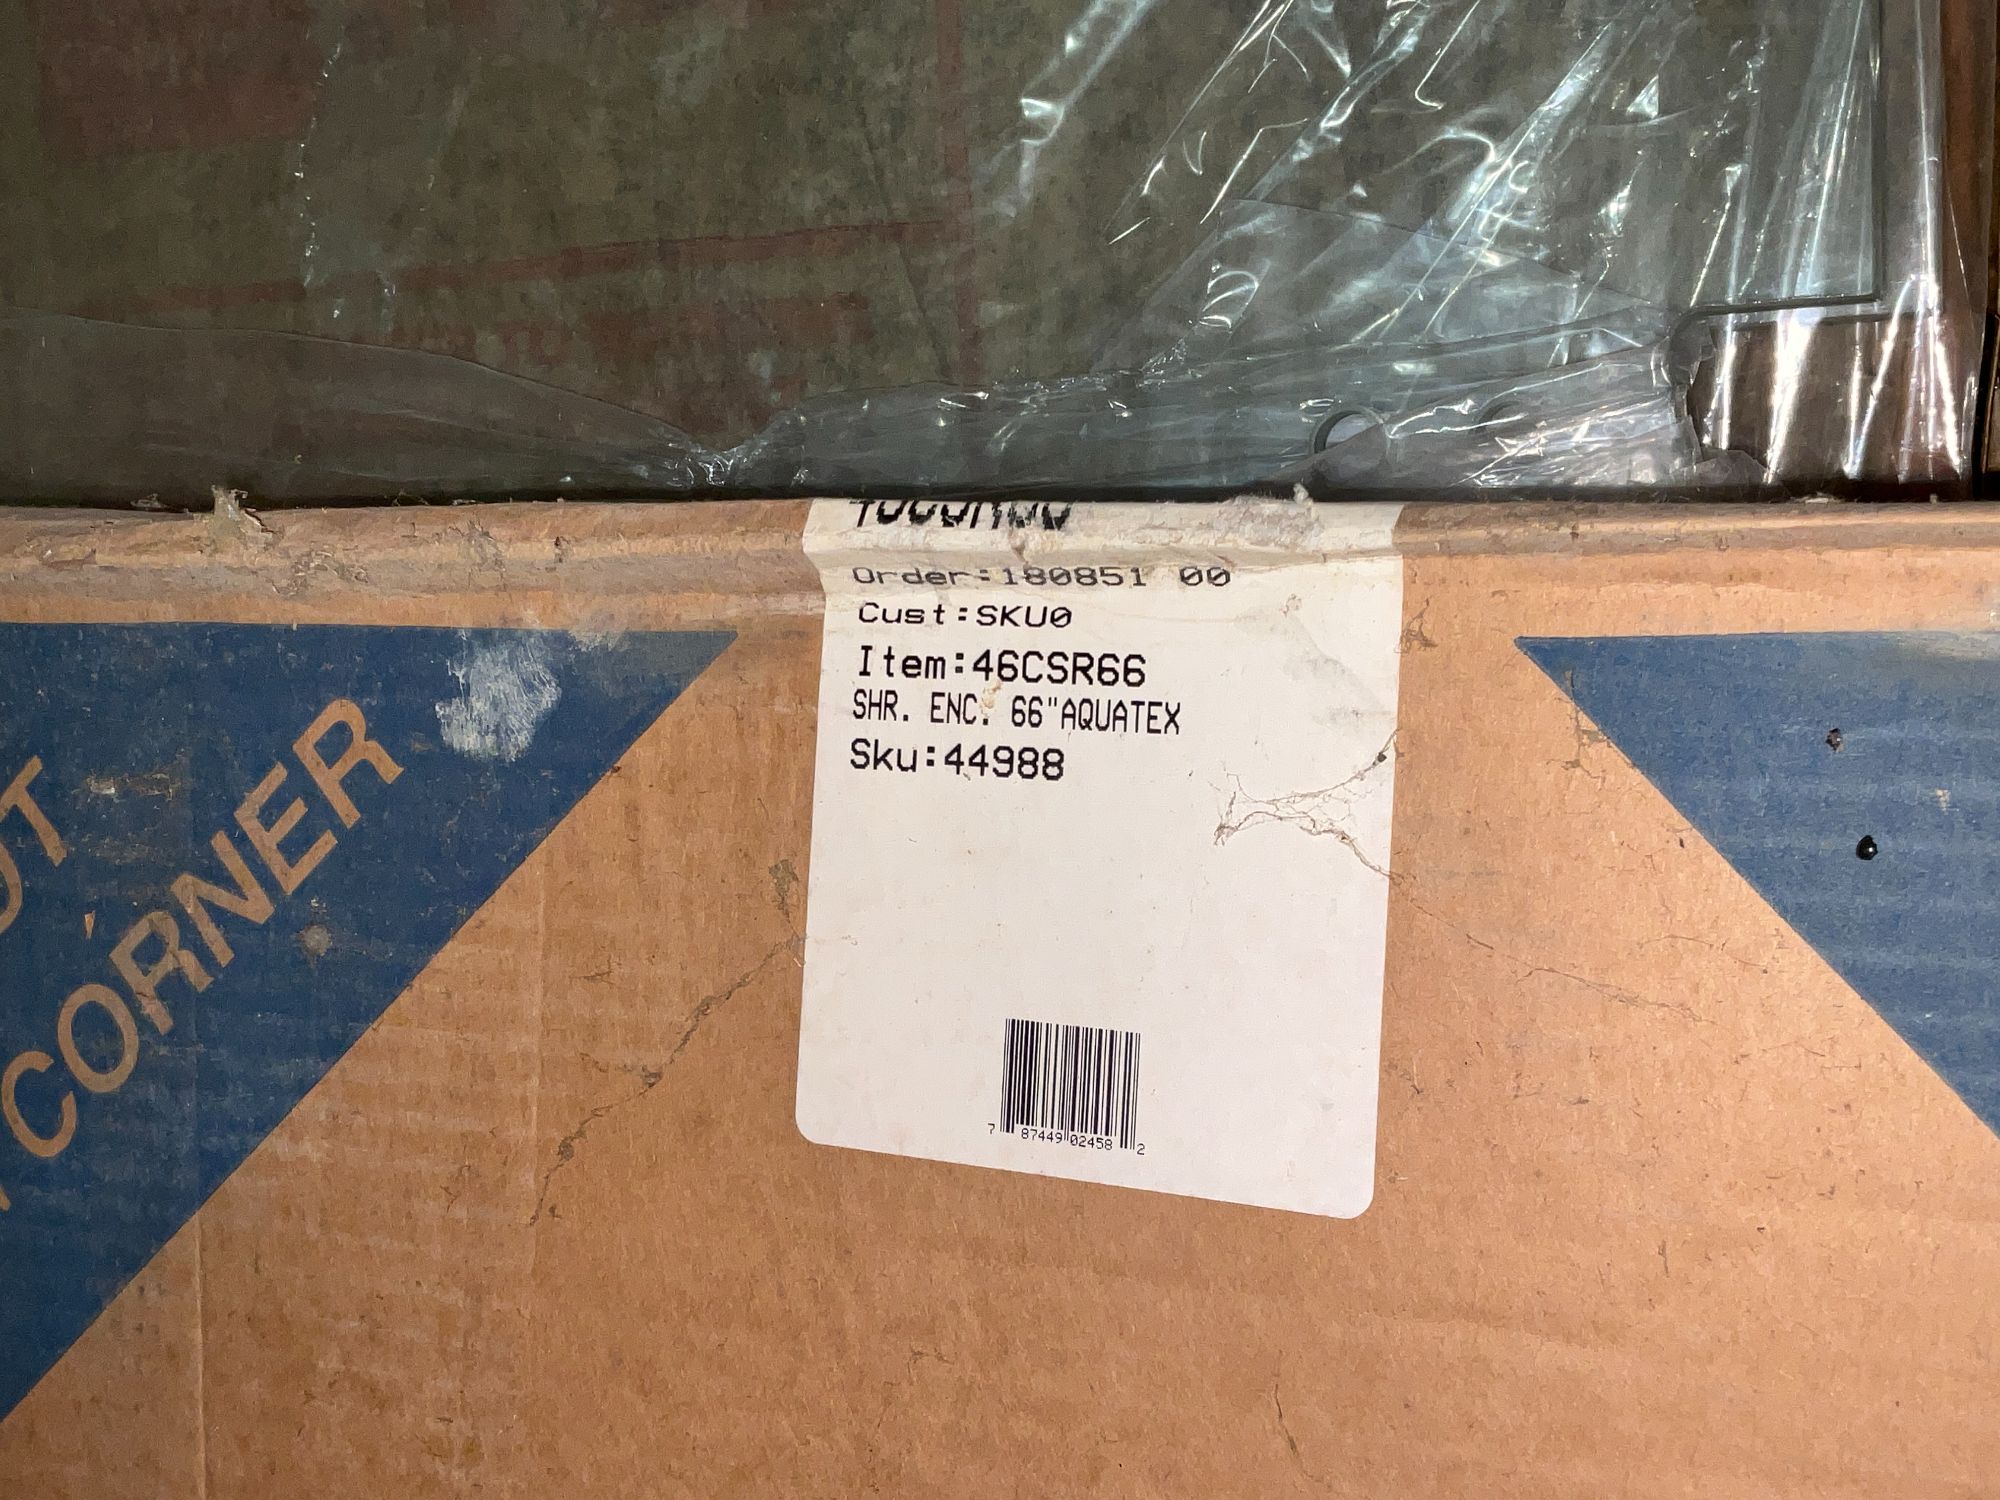 Order:180851 00
Cust:SKU0
Item:46CSR66
SHR. ENC. 66"AQUATEX
Sku:44988
7 87449 02458 2
CORNER